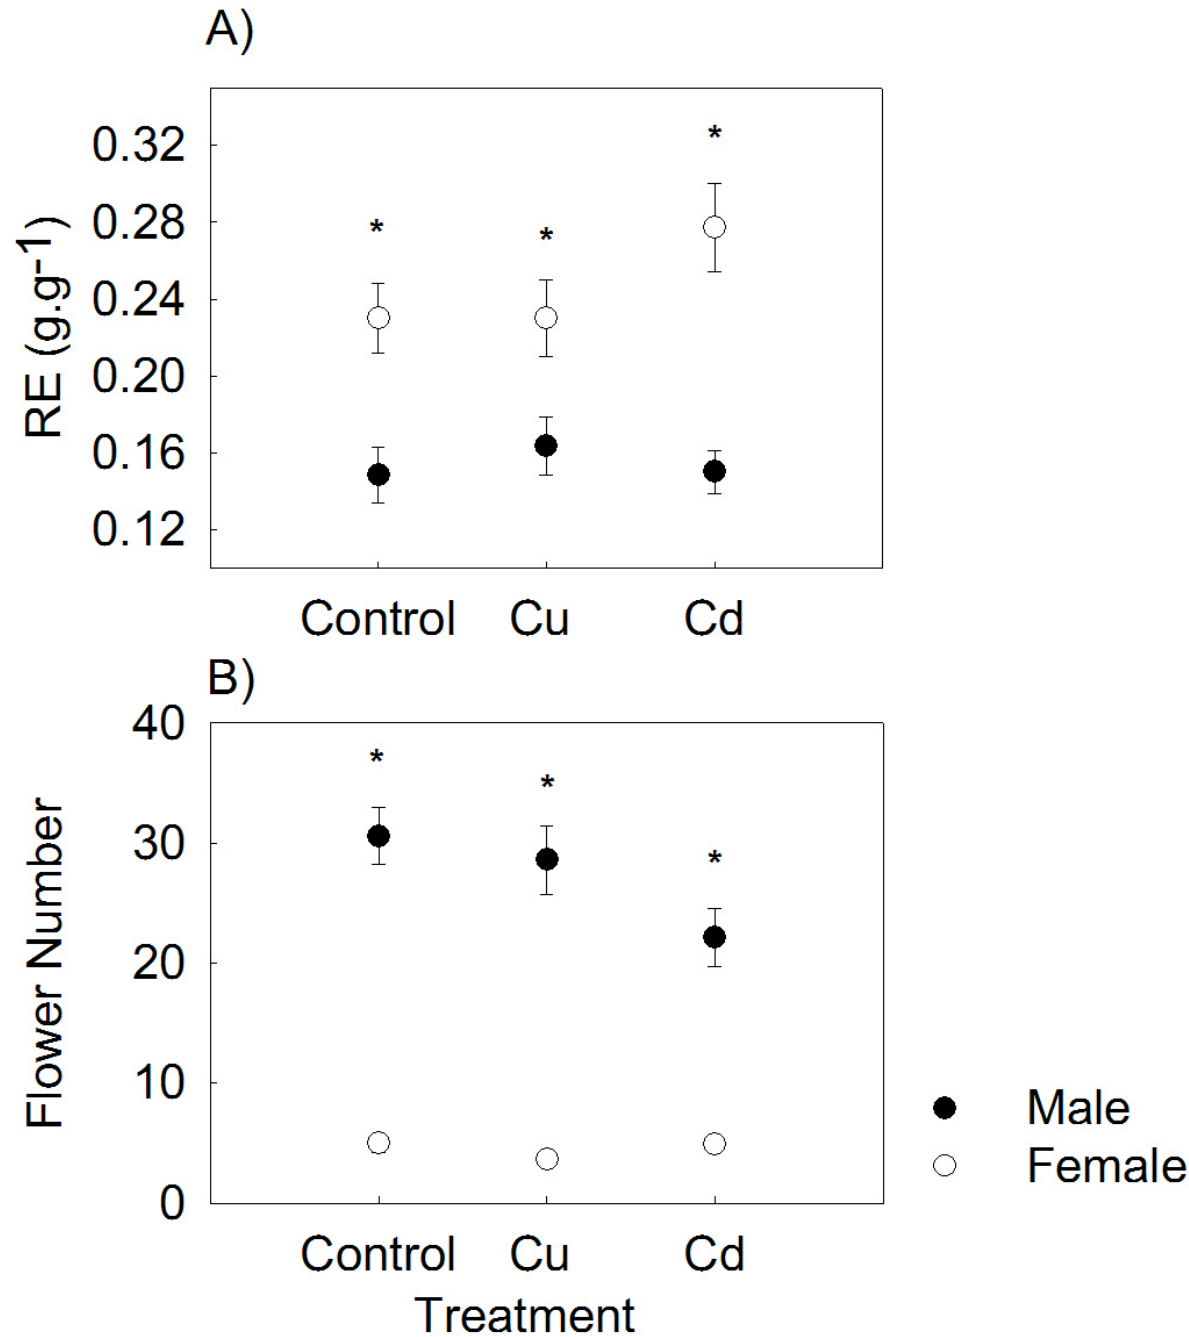 A)
RE (g.g-1)
0.32
0.28
0.24
0.20
0.16
0.12
*
*
*
Control Cu Cd
B)
Flower Number
40
30
20
10
0
*
*
*
Control Cu Cd
Treatment
Male
Female